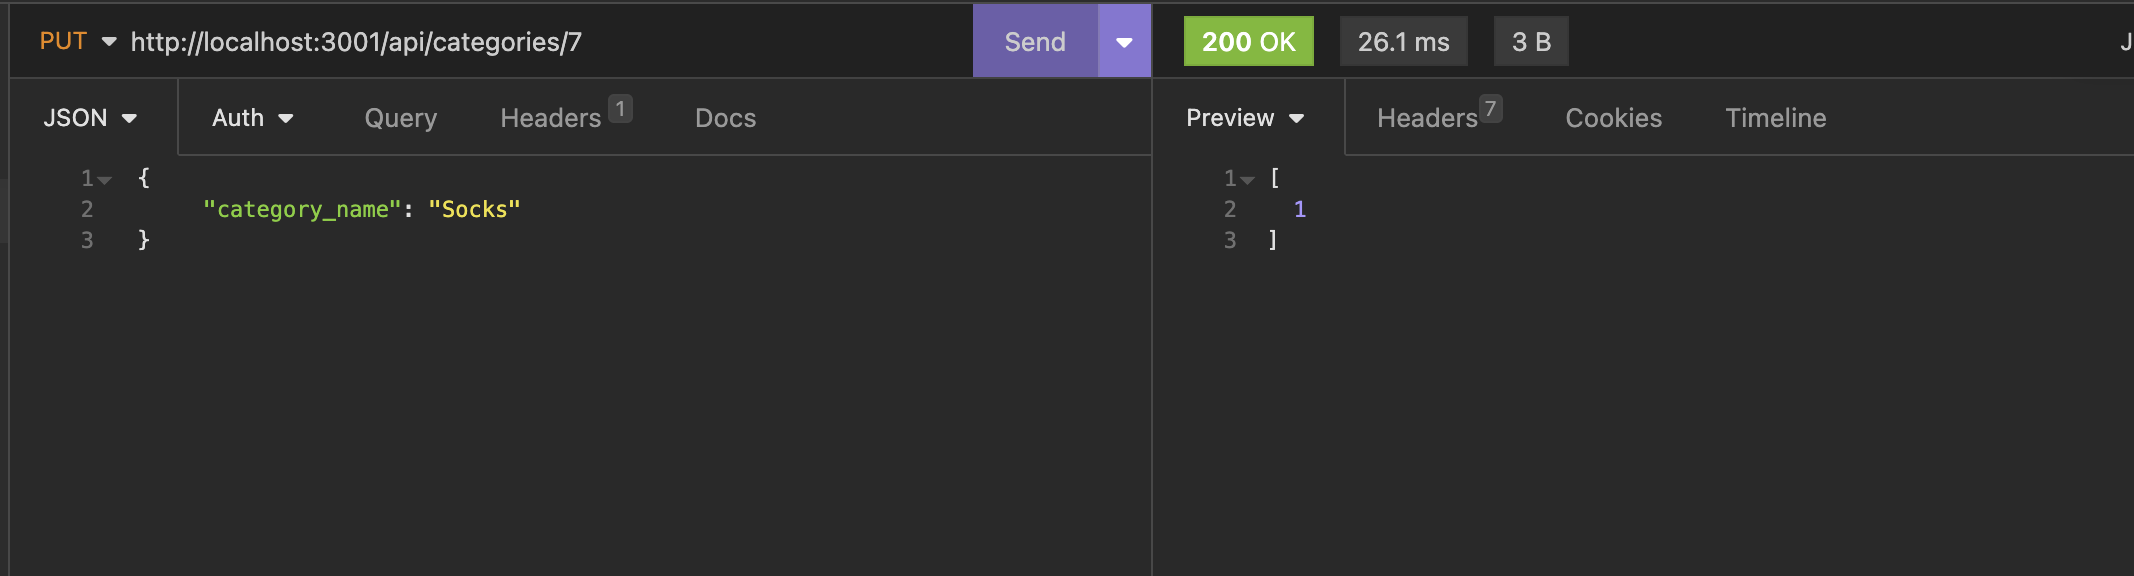 PUT http://localhost:3001/api/categories/7 Send 200 OK 26.1 ms 3 B J
JSON Auth Query Headers 1 Docs Preview Headers 7 Cookies Timeline
1 {
2 "category_name": "Socks"
3 }
1 [
2 1
3 ]